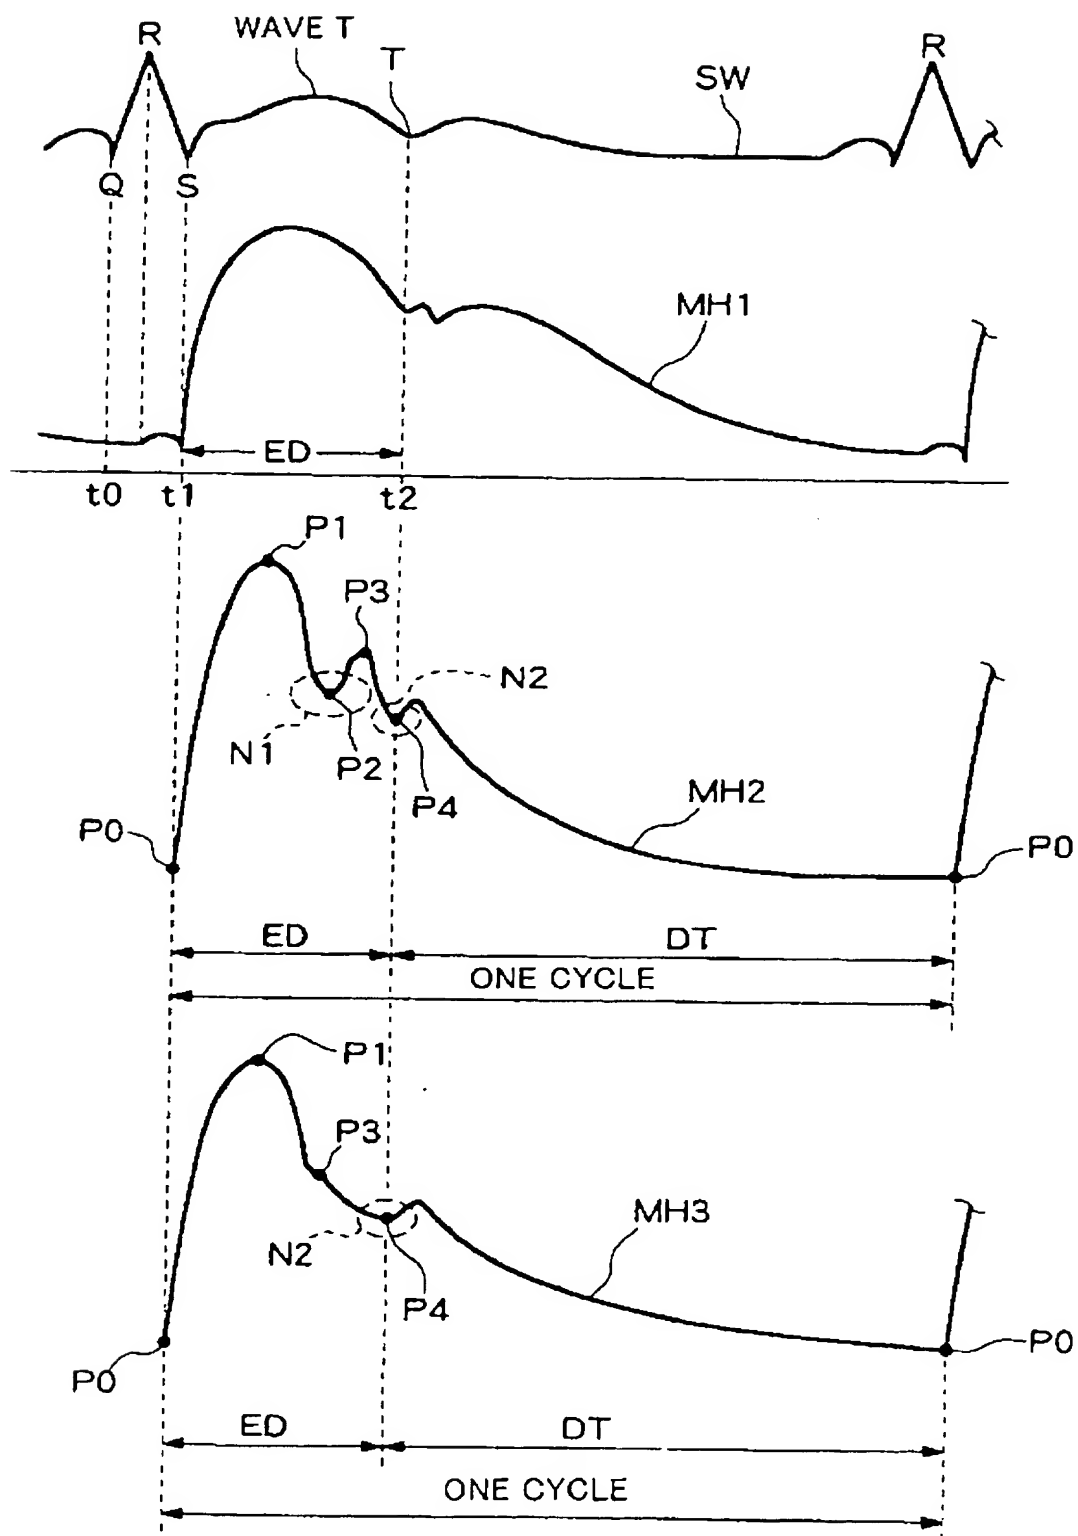 WAVE T
R
T
R
SW
Q
S
MH1
ED
t0
t1
t2
P1
P3
N2
N1
P2
P4
MH2
P0
P0
ED
DT
ONE CYCLE
P1
P3
MH3
N2
P4
P0
P0
ED
DT
ONE CYCLE